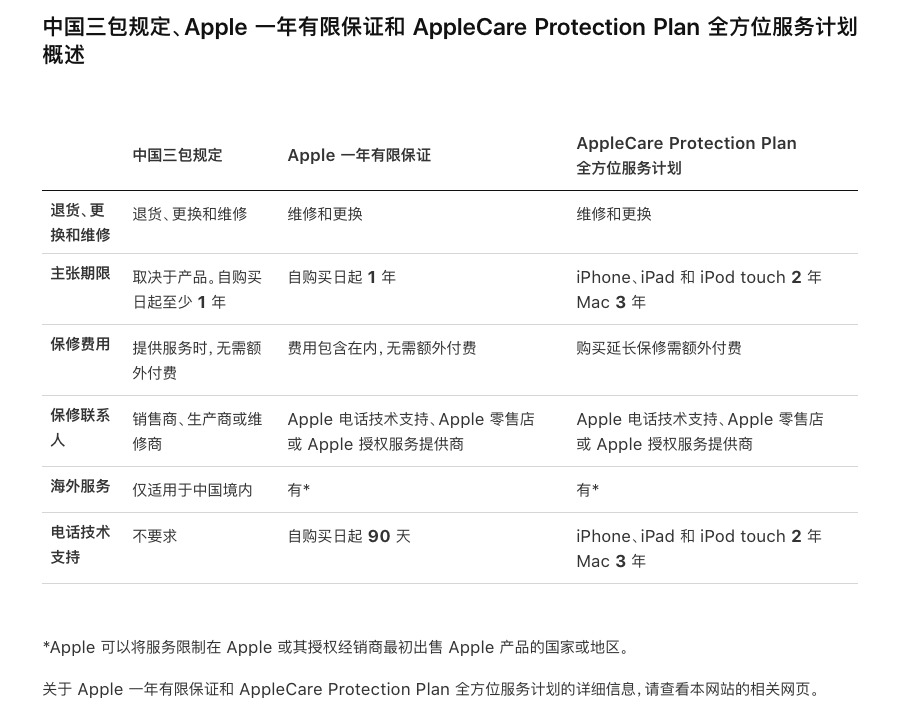 中国三包规定、Apple 一年有限保证和 AppleCare Protection Plan 全方位服务计划
概述
中国三包规定
Apple 一年有限保证
AppleCare Protection Plan
全方位服务计划
退货、更
换和维修
退货、更换和维修
维修和更换
维修和更换
主张期限
取决于产品。自购买
日起至少 1 年
自购买日起 1 年
iPhone、iPad 和 iPod touch 2 年
Mac 3 年
保修费用
提供服务时，无需额
外付费
费用包含在内，无需额外付费
购买延长保修需额外付费
保修联系
人
销售商、生产商或维
修商
Apple 电话技术支持、Apple 零售店
或 Apple 授权服务提供商
Apple 电话技术支持、Apple 零售店
或 Apple 授权服务提供商
海外服务
仅适用于中国境内
有*
有*
电话技术
支持
不要求
自购买日起 90 天
iPhone、iPad 和 iPod touch 2 年
Mac 3 年
*Apple 可以将服务限制在 Apple 或其授权经销商最初出售 Apple 产品的国家或地区。
关于 Apple 一年有限保证和 AppleCare Protection Plan 全方位服务计划的详细信息，请查看本网站的相关网页。